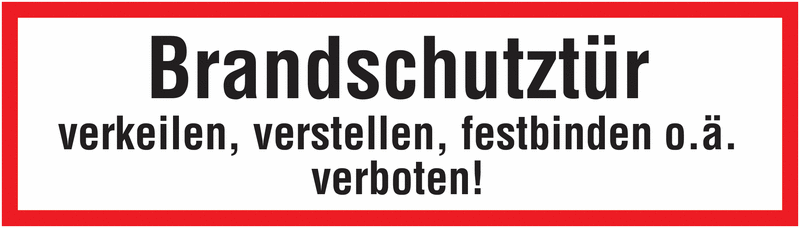 Brandschutztür
verkeilen, verstellen, festbinden o.ä.
verboten!